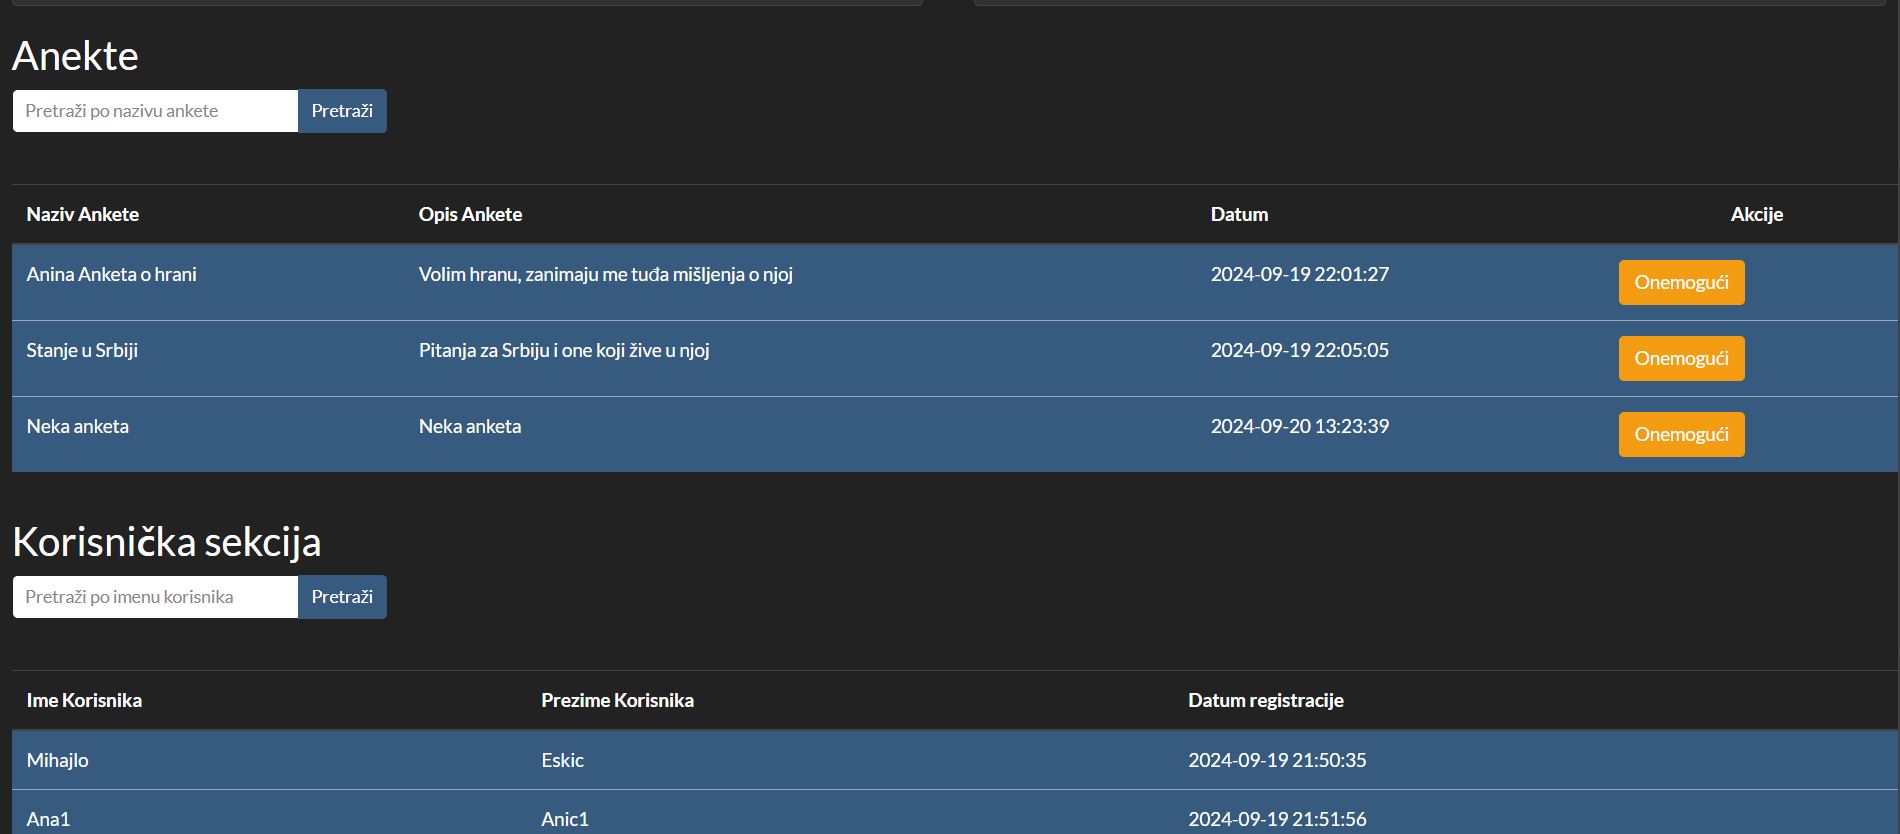 Anekte
Pretraži po nazivu ankete Pretraži
Naziv Ankete Opis Ankete Datum Akcije
Anina Anketa o hrani Volim hranu, zanimaju me tuđa mišljenja o njoj 2024-09-19 22:01:27 Onemogući
Stanje u Srbiji Pitanja za Srbiju i one koji žive u njoj 2024-09-19 22:05:05 Onemogući
Neka anketa Neka anketa 2024-09-20 13:23:39 Onemogući
Korisnička sekcija
Pretraži po imenu korisnika Pretraži
Ime Korisnika Prezime Korisnika Datum registracije
Mihajlo Eskic 2024-09-19 21:50:35
Ana1 Anic1 2024-09-19 21:51:56